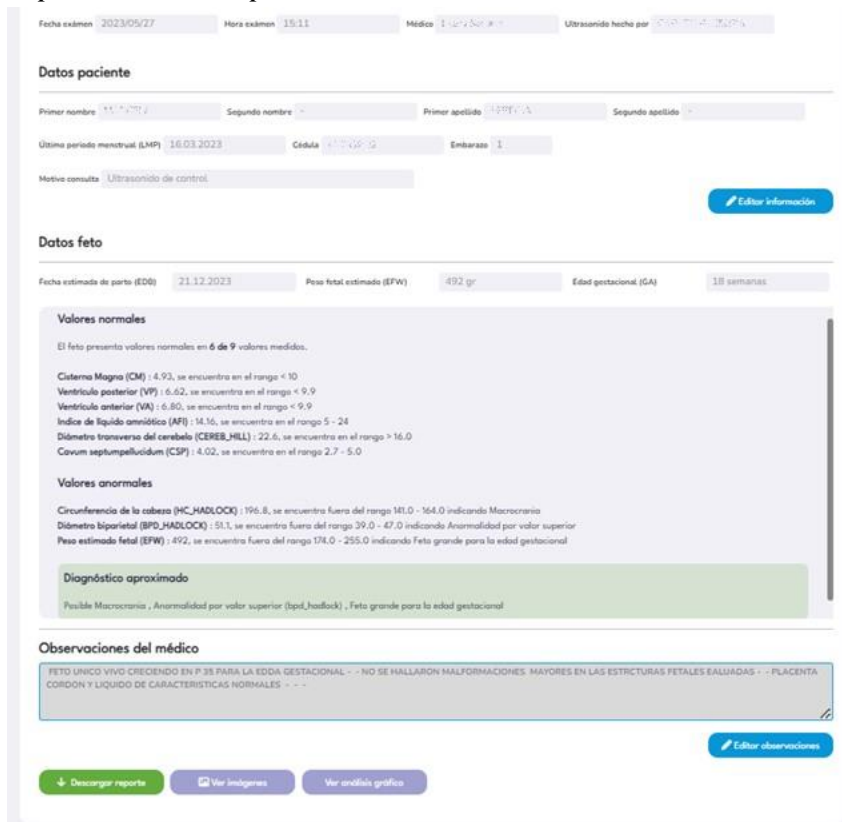 Fecha exámen 2023/05/27 Hora exámen 15:11 Médico Ultrasonido hecho por
Datos paciente
Primer nombre Segundo nombre - Primer apellido Segundo apellido -
Último periodo menstrual (LMP) 16.03.2023 Cédula Embarazo 1
Motivo consulta Ultrasonido de control
Editar información
Datos feto
Fecha estimada de parto (EDB) 21.12.2023 Peso fetal estimado (EFW) 492 gr Edad gestacional (GA) 18 semanas
Valores normales
El feto presenta valores normales en 6 de 9 valores medidos.
Cisterna Magna (CM) : 4.93, se encuentra en el rango < 10
Ventrículo posterior (VP) : 6.62, se encuentra en el rango < 9.9
Ventrículo anterior (VA) : 6.80, se encuentra en el rango < 9.9
Indice de líquido amniótico (AFI) : 14.16, se encuentra en el rango 5 - 24
Diámetro transverso del cerebelo (CEREB_HILL) : 22.6, se encuentra en el rango > 16.0
Cavum septumpellucidum (CSP) : 4.02, se encuentra en el rango 2.7 - 5.0
Valores anormales
Circunferencia de la cabeza (HC_HADLOCK) : 196.8, se encuentra fuera del rango 141.0 - 164.0 indicando Macrocrania
Diámetro biparietal (BPD_HADLOCK) : 51.1, se encuentra fuera del rango 39.0 - 47.0 indicando Anormalidad por valor superior
Peso estimado fetal (EFW) : 492, se encuentra fuera del rango 174.0 - 255.0 indicando Feto grande para la edad gestacional
Diagnóstico aproximado
Posible Macrocrania , Anormalidad por valor superior (bpd_hadlock) , Feto grande para la edad gestacional
Observaciones del médico
FETO UNICO VIVO CRECIENDO EN P 35 PARA LA EDDA GESTACIONAL - - NO SE HALLARON MALFORMACIONES MAYORES EN LAS ESTRCTURAS FETALES EALUADAS - - PLACENTA
CORDON Y LIQUIDO DE CARACTERISTICAS NORMALES - - -
Editar observaciones
Descargar reporte Ver imágenes Ver análisis gráfico